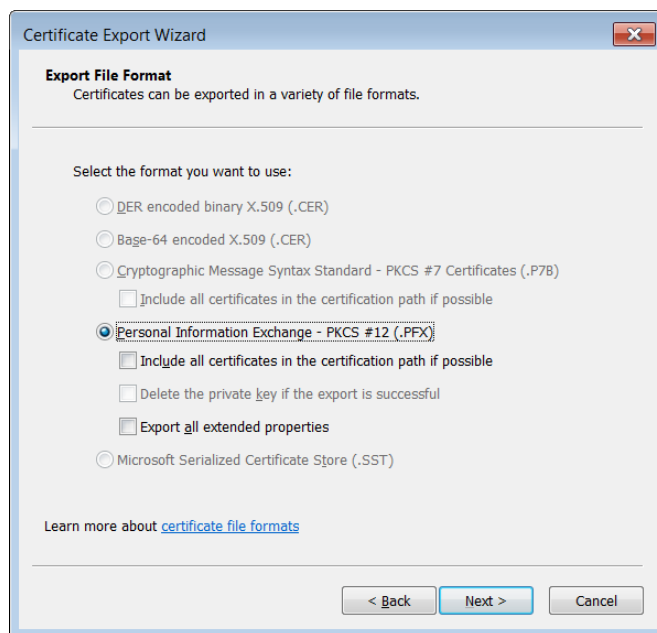 Certificate Export Wizard
Export File Format
Certificates can be exported in a variety of file formats.
Select the format you want to use:
DER encoded binary X.509 (.CER)
Base-64 encoded X.509 (.CER)
Cryptographic Message Syntax Standard - PKCS #7 Certificates (.P7B)
Include all certificates in the certification path if possible
Personal Information Exchange - PKCS #12 (.PFX)
Include all certificates in the certification path if possible
Delete the private key if the export is successful
Export all extended properties
Microsoft Serialized Certificate Store (.SST)
Learn more about certificate file formats
< Back Next > Cancel